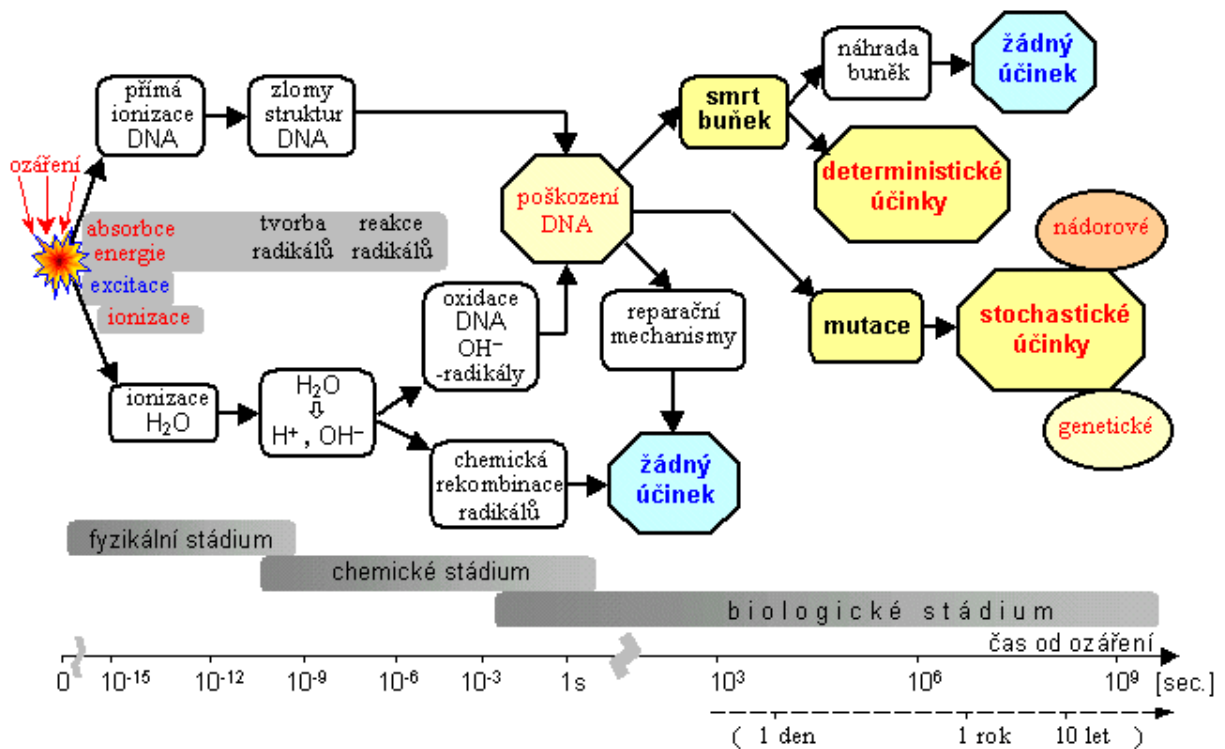 přímá
ionizace
DNA
zlomy
struktur
DNA
smrt
buňek
náhrada
buněk
žádný
účinek
ozáření
deterministické
účinky
poškození
DNA
absorbce
energie
tvorba
radikálů
reakce
radikálů
excitace
ionizace
nádorové
oxidace
DNA
OH⁻
-radikály
reparační
mechanismy
mutace
stochastické
účinky
ionizace
H₂O
H₂O
⇩
H⁺, OH⁻
genetické
chemická
rekombinace
radikálů
žádný
účinek
fyzikální stádium
chemické stádium
biologické stádium
čas od ozáření
0 10⁻¹⁵ 10⁻¹² 10⁻⁹ 10⁻⁶ 10⁻³ 1s 10³ 10⁶ 10⁹ [sec.]
( 1 den 1 rok 10 let )